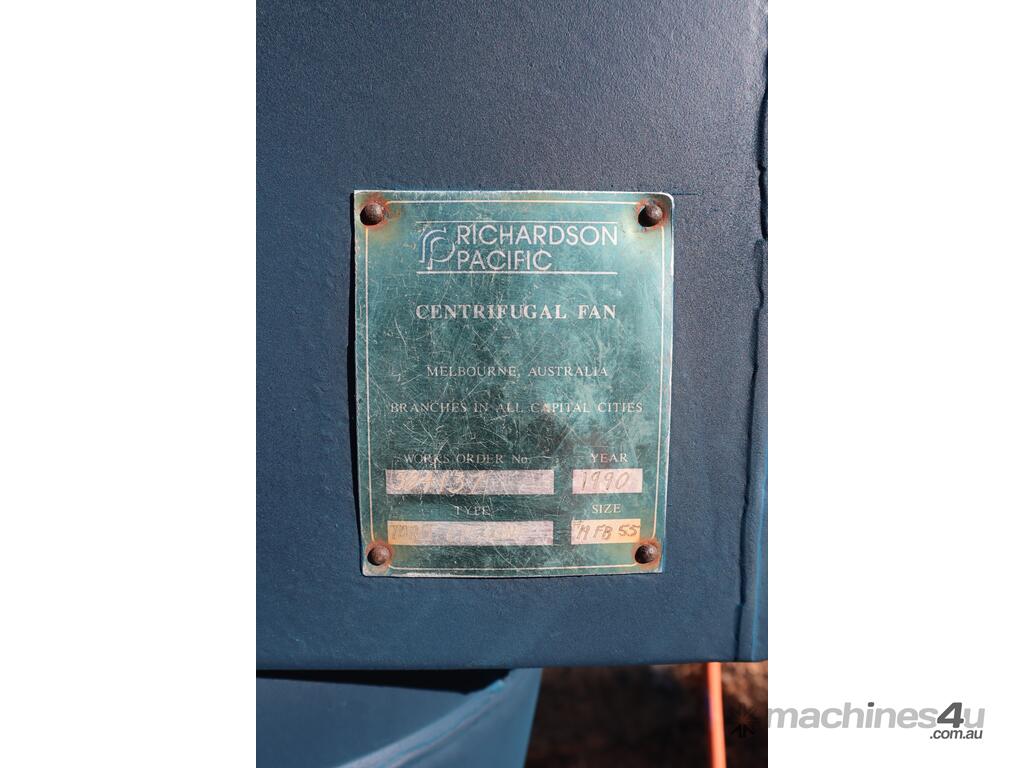 RICHARDSON
PACIFIC
CENTRIFUGAL FAN
MELBOURNE, AUSTRALIA
BRANCHES IN ALL CAPITAL CITIES
WORKS ORDER No. YEAR
1990
TYPE SIZE
MFB 55
machines4u
.com.au